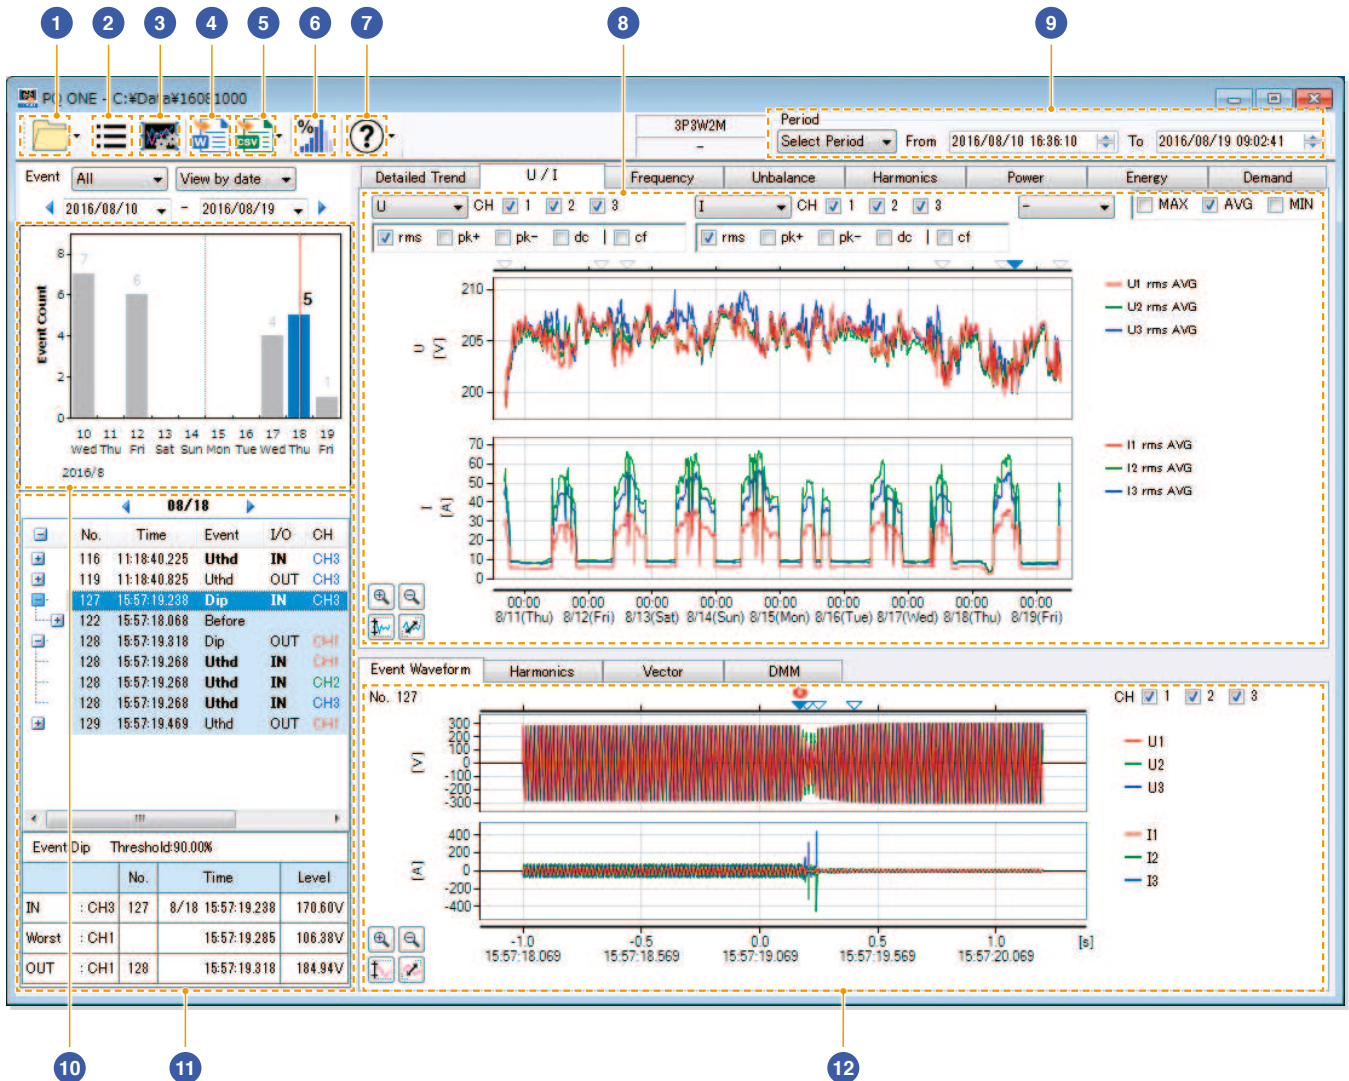 1 2 3 4 5 6 7 8 9
PQ ONE - C:¥Data¥16081000
% W CSV ?
3P3W2M
-
Period
Select Period From 2016/08/10 16:36:10 To 2016/08/19 09:02:41
Event All View by date
2016/08/10 - 2016/08/19
Detailed Trend U / I Frequency Unbalance Harmonics Power Energy Demand
U CH 1 2 3 I CH 1 2 3 - MAX AVG MIN
rms pk+ pk- dc | cf rms pk+ pk- dc | cf
Event Count
8
6
4
2
0
7 6 4 5 1
10 11 12 13 14 15 16 17 18 19
Wed Thu Fri Sat Sun Mon Tue Wed Thu Fri
2016/8
U
[V]
210
205
200
U1 rms AVG
U2 rms AVG
U3 rms AVG
I
[A]
70
60
50
40
30
20
10
0
I1 rms AVG
I2 rms AVG
I3 rms AVG
00:00 00:00 00:00 00:00 00:00 00:00 00:00 00:00 00:00
8/11(Thu) 8/12(Fri) 8/13(Sat) 8/14(Sun) 8/15(Mon) 8/16(Tue) 8/17(Wed) 8/18(Thu) 8/19(Fri)
08/18
No. Time Event I/O CH
116 11:18:40.225 Uthd IN CH3
119 11:18:40.825 Uthd OUT CH3
127 15:57:19.238 Dip IN CH3
122 15:57:18.068 Before
128 15:57:19.318 Dip OUT CH1
128 15:57:19.268 Uthd IN CH1
128 15:57:19.268 Uthd IN CH2
128 15:57:19.268 Uthd IN CH3
129 15:57:19.469 Uthd OUT CH1
Event Dip Threshold:90.00%
No. Time Level
IN : CH3 127 8/18 15:57:19.238 170.60V
Worst : CH1 15:57:19.285 106.38V
OUT : CH1 128 15:57:19.318 184.94V
Event Waveform Harmonics Vector DMM
No. 127
CH 1 2 3
[V]
300
200
100
0
-100
-200
-300
U1
U2
U3
[A]
400
200
0
-200
-400
I1
I2
I3
-1.0 -0.5 0.0 0.5 1.0 [s]
15:57:18.069 15:57:18.569 15:57:19.069 15:57:19.569 15:57:20.069
10 11 12